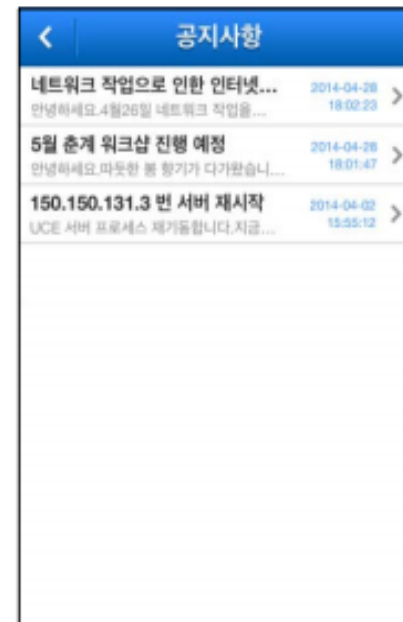 공지사항
네트워크 작업으로 인한 인터넷...
2014-04-28
안녕하세요.4월26일 네트워크 작업을....
18:02:23
5월 춘계 워크샵 진행 예정
2014-04-28
안녕하세요.따듯한 봄 향기가 다가왔습니...
18:01:47
150.150.131.3 번 서버 재시작
2014-04-02
UCE 서버 프로세스 재기동합니다.지금....
15:55:12